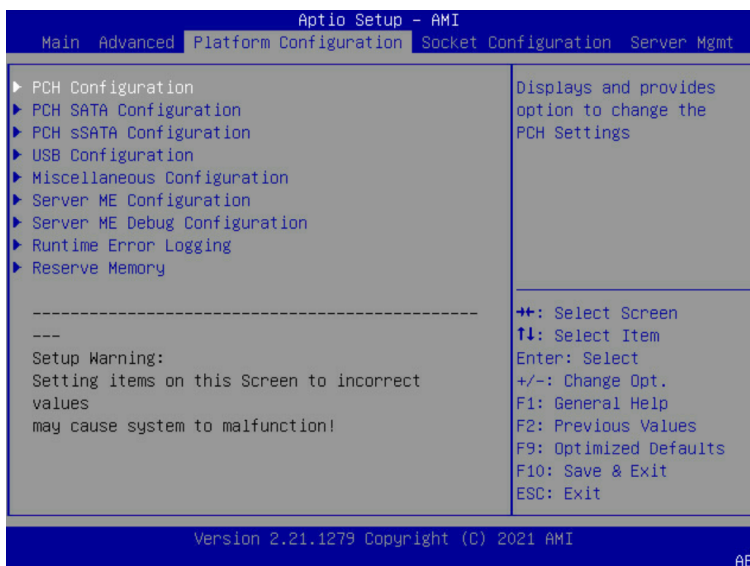 Aptio Setup – AMI
Main Advanced Platform Configuration Socket Configuration Server Mgmt
PCH Configuration
PCH SATA Configuration
PCH sSATA Configuration
USB Configuration
Miscellaneous Configuration
Server ME Configuration
Server ME Debug Configuration
Runtime Error Logging
Reserve Memory
------------------------------------------------
---
Setup Warning:
Setting items on this Screen to incorrect
values
may cause system to malfunction!
Displays and provides
option to change the
PCH Settings
→←: Select Screen
↑↓: Select Item
Enter: Select
+/-: Change Opt.
F1: General Help
F2: Previous Values
F9: Optimized Defaults
F10: Save & Exit
ESC: Exit
Version 2.21.1279 Copyright (C) 2021 AMI